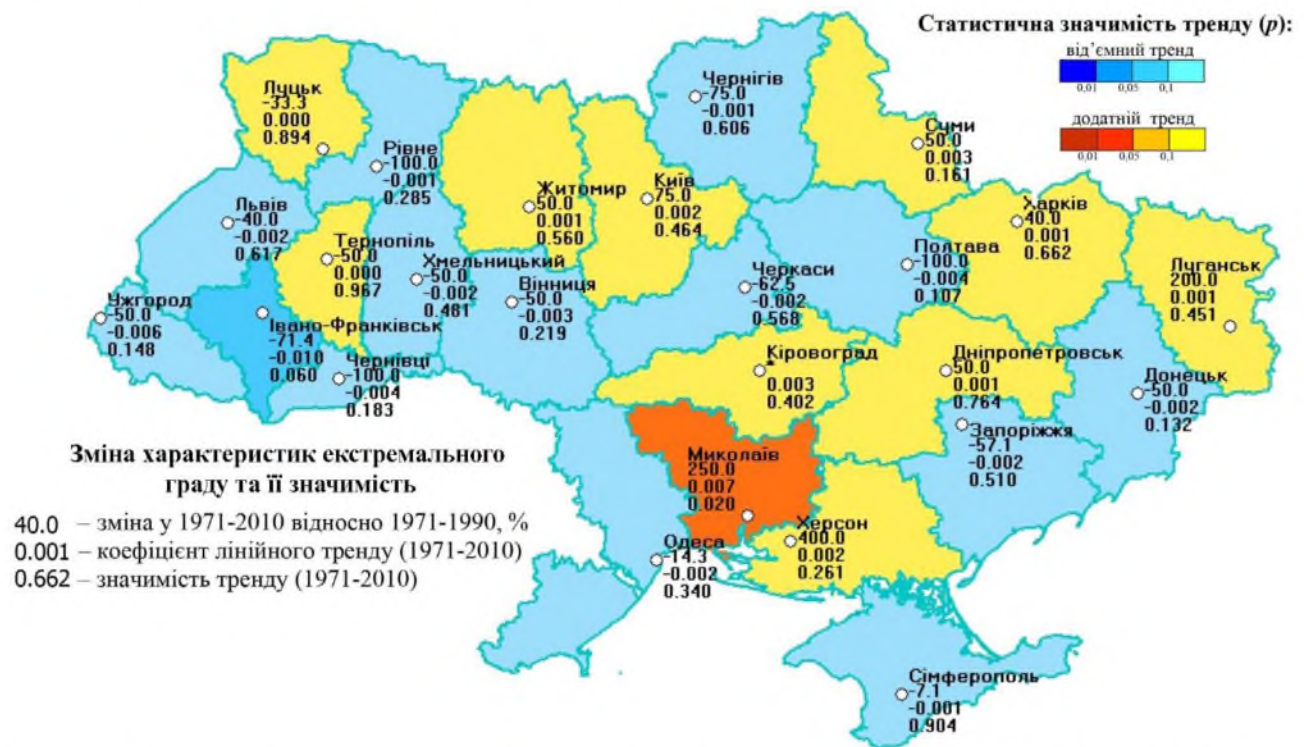 Статистична значимість тренду (p):
від’ємний тренд
0,01 0,05 0,1
додатній тренд
0,01 0,05 0,1
Луцьк
-33.3
0.000
0.894
Рівне
-100.0
-0.001
0.285
Чернігів
-75.0
-0.001
0.606
Суми
50.0
0.003
0.161
Львів
-40.0
-0.002
0.617
Тернопіль
-50.0
0.000
0.967
Житомир
50.0
0.001
0.560
Київ
75.0
0.002
0.464
Харків
40.0
0.001
0.662
Полтава
-100.0
-0.004
0.107
Луганськ
200.0
0.001
0.451
Хмельницький
-50.0
-0.002
0.481
Вінниця
-50.0
-0.003
0.219
Черкаси
-62.5
-0.002
0.568
Ужгород
-50.0
-0.006
0.148
Івано-Франківськ
-71.4
-0.010
0.060
Чернівці
-100.0
-0.004
0.183
Кіровоград
0.003
0.402
Дніпропетровськ
50.0
0.001
0.764
Донецьк
-50.0
-0.002
0.132
Запоріжжя
-57.1
-0.002
0.510
Миколаїв
250.0
0.007
0.020
Херсон
400.0
0.002
0.261
Одеса
-14.3
-0.002
0.340
Сімферополь
-7.1
-0.001
0.904
Зміна характеристик екстремального
граду та її значимість
40.0 – зміна у 1971-2010 відносно 1971-1990, %
0.001 – коефіцієнт лінійного тренду (1971-2010)
0.662 – значимість тренду (1971-2010)